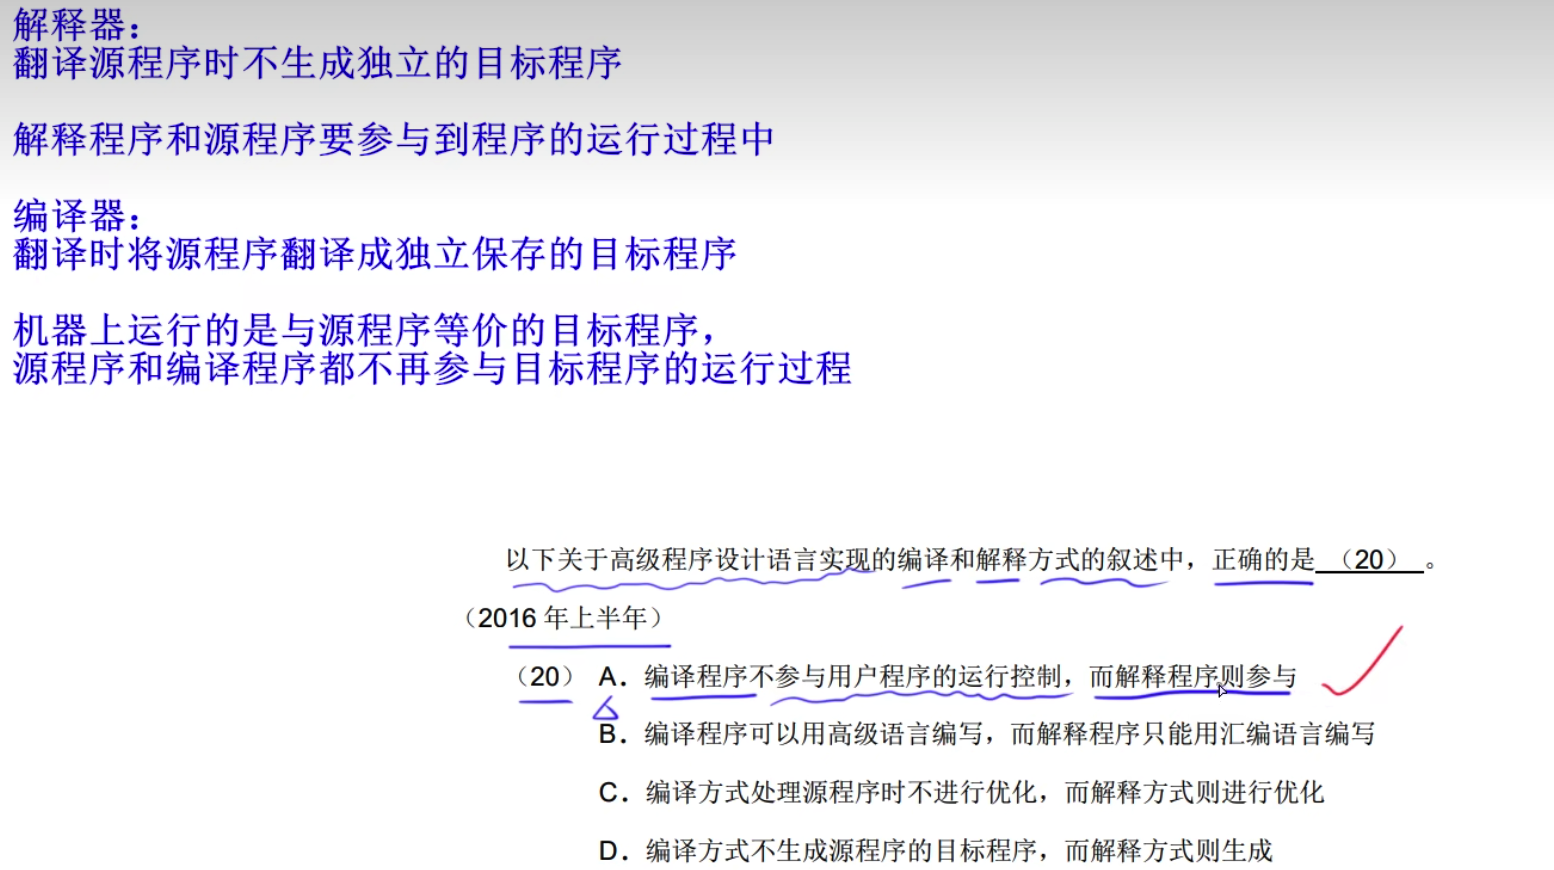 解释器：
翻译源程序时不生成独立的目标程序
解释程序和源程序要参与到程序的运行过程中
编译器：
翻译时将源程序翻译成独立保存的目标程序
机器上运行的是与源程序等价的目标程序，
源程序和编译程序都不再参与目标程序的运行过程
以下关于高级程序设计语言实现的编译和解释方式的叙述中，正确的是 （20） 。
（2016 年上半年）
（20） A．编译程序不参与用户程序的运行控制，而解释程序则参与
B．编译程序可以用高级语言编写，而解释程序只能用汇编语言编写
C．编译方式处理源程序时不进行优化，而解释方式则进行优化
D．编译方式不生成源程序的目标程序，而解释方式则生成